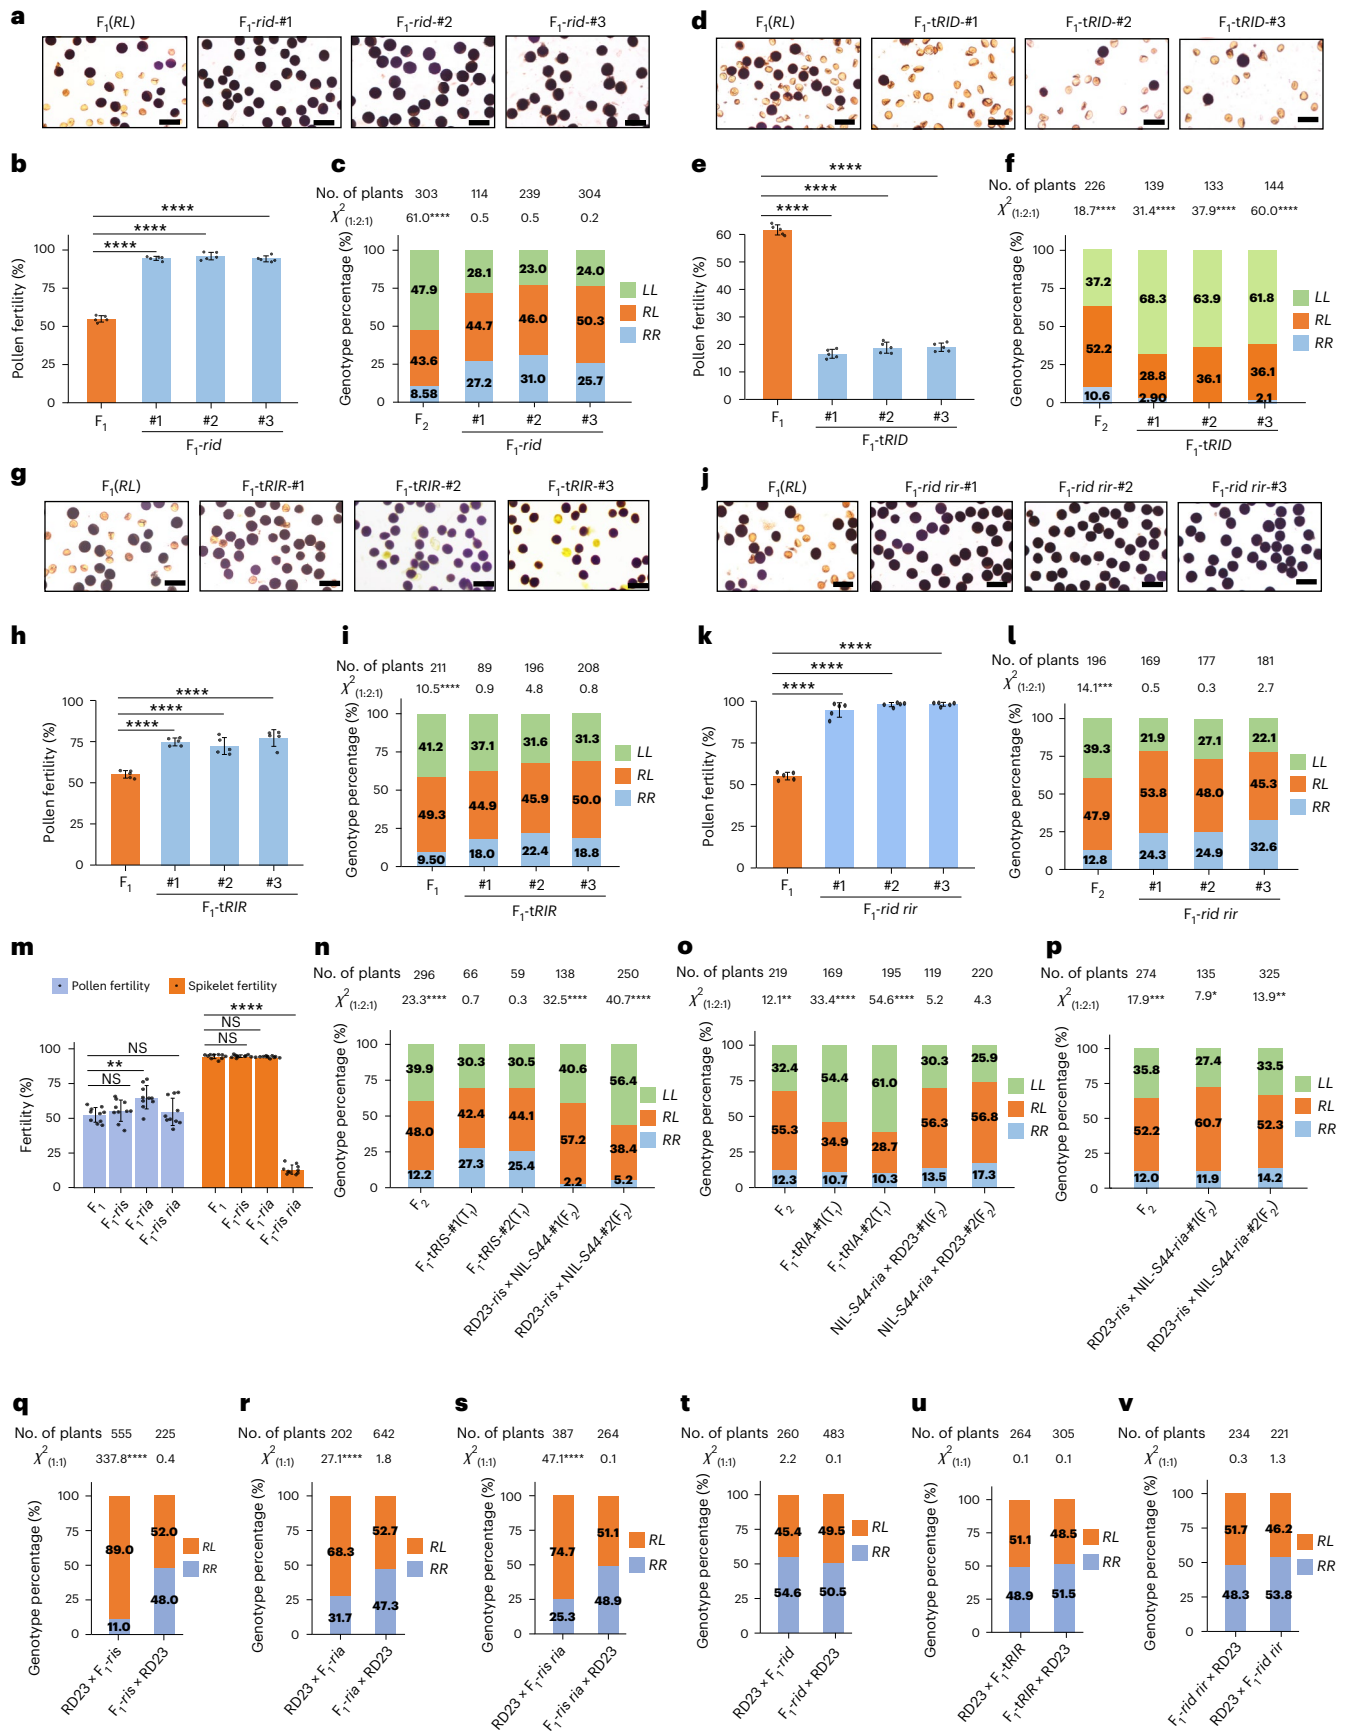 a
F1(RL) F1-rid-#1 F1-rid-#2 F1-rid-#3
d
F1(RL) F1-tRID-#1 F1-tRID-#2 F1-tRID-#3
b
Pollen fertility (%)
100
75
50
25
0
****
****
****
F1 #1 #2 #3
F1-rid
c
No. of plants 303 114 239 304
χ2(1:2:1) 61.0**** 0.5 0.5 0.2
Genotype percentage (%)
100
75
50
25
0
47.9 28.1 23.0 24.0
43.6 44.7 46.0 50.3
8.58 27.2 31.0 25.7
LL
RL
RR
F2 #1 #2 #3
F1-rid
e
Pollen fertility (%)
60
50
40
30
20
10
0
****
****
****
F1 #1 #2 #3
F1-tRID
f
No. of plants 226 139 133 144
χ2(1:2:1) 18.7**** 31.4**** 37.9**** 60.0****
Genotype percentage (%)
100
75
50
25
0
37.2 68.3 63.9 61.8
52.2 28.8 36.1 36.1
10.6 2.90 2.1
LL
RL
RR
F2 #1 #2 #3
F1-tRID
g
F1(RL) F1-tRIR-#1 F1-tRIR-#2 F1-tRIR-#3
j
F1(RL) F1-rid rir-#1 F1-rid rir-#2 F1-rid rir-#3
h
Pollen fertility (%)
100
75
50
25
0
****
****
****
F1 #1 #2 #3
F1-tRIR
i
No. of plants 211 89 196 208
χ2(1:2:1) 10.5**** 0.9 4.8 0.8
Genotype percentage (%)
100
75
50
25
0
41.2 37.1 31.6 31.3
49.3 44.9 45.9 50.0
9.50 18.0 22.4 18.8
LL
RL
RR
F1 #1 #2 #3
F1-tRIR
k
Pollen fertility (%)
100
75
50
25
0
****
****
****
F1 #1 #2 #3
F1-rid rir
l
No. of plants 196 169 177 181
χ2(1:2:1) 14.1*** 0.5 0.3 2.7
Genotype percentage (%)
100
75
50
25
0
39.3 21.9 27.1 22.1
47.9 53.8 48.0 45.3
12.8 24.3 24.9 32.6
LL
RL
RR
F2 #1 #2 #3
F1-rid rir
m
Pollen fertility Spikelet fertility
Fertility (%)
100
75
50
25
0
NS
**
NS
****
NS
NS
F1 F1-ris F1-ria F1-ris ria F1 F1-ris F1-ria F1-ris ria
n
No. of plants 296 66 59 138 250
χ2(1:2:1) 23.3**** 0.7 0.3 32.5**** 40.7****
Genotype percentage (%)
100
75
50
25
0
39.9 30.3 30.5 40.6 56.4
48.0 42.4 44.1 57.2 38.4
12.2 27.3 25.4 2.2 5.2
LL
RL
RR
F2
F1-tRIS-#1(T1)
F1-tRIS-#2(T1)
RD23-ris × NIL-S44-#1(F2)
RD23-ris × NIL-S44-#2(F2)
o
No. of plants 219 169 195 119 220
χ2(1:2:1) 12.1** 33.4**** 54.6**** 5.2 4.3
Genotype percentage (%)
100
75
50
25
0
32.4 54.4 61.0 30.3 25.9
55.3 34.9 28.7 56.3 56.8
12.3 10.7 10.3 13.5 17.3
LL
RL
RR
F2
F1-tRIA-#1(T1)
F1-tRIA-#2(T1)
NIL-S44-ria × RD23-#1(F2)
NIL-S44-ria × RD23-#2(F2)
p
No. of plants 274 135 325
χ2(1:2:1) 17.9*** 7.9* 13.9**
Genotype percentage (%)
100
75
50
25
0
35.8 27.4 33.5
52.2 60.7 52.3
12.0 11.9 14.2
LL
RL
RR
F2
RD23-ris × NIL-S44-ria-#1(F2)
RD23-ris × NIL-S44-ria-#2(F2)
q
No. of plants 555 225
χ2(1:1) 337.8**** 0.4
Genotype percentage (%)
100
75
50
25
0
89.0 52.0
11.0 48.0
RL
RR
RD23 × F1-ris
F1-ris × RD23
r
No. of plants 202 642
χ2(1:1) 27.1**** 1.8
Genotype percentage (%)
100
75
50
25
0
68.3 52.7
31.7 47.3
RL
RR
RD23 × F1-ria
F1-ria × RD23
s
No. of plants 387 264
χ2(1:1) 47.1**** 0.1
Genotype percentage (%)
100
75
50
25
0
74.7 51.1
25.3 48.9
RL
RR
RD23 × F1-ris ria
F1-ris ria × RD23
t
No. of plants 260 483
χ2(1:1) 2.2 0.1
Genotype percentage (%)
100
75
50
25
0
45.4 49.5
54.6 50.5
RL
RR
RD23 × F1-rid
F1-rid × RD23
u
No. of plants 264 305
χ2(1:1) 0.1 0.1
Genotype percentage (%)
100
75
50
25
0
51.1 48.5
48.9 51.5
RL
RR
RD23 × F1-tRIR
F1-tRIR × RD23
v
No. of plants 234 221
χ2(1:1) 0.3 1.3
Genotype percentage (%)
100
75
50
25
0
51.7 46.2
48.3 53.8
RL
RR
F1-rid rir × RD23
RD23 × F1-rid rir